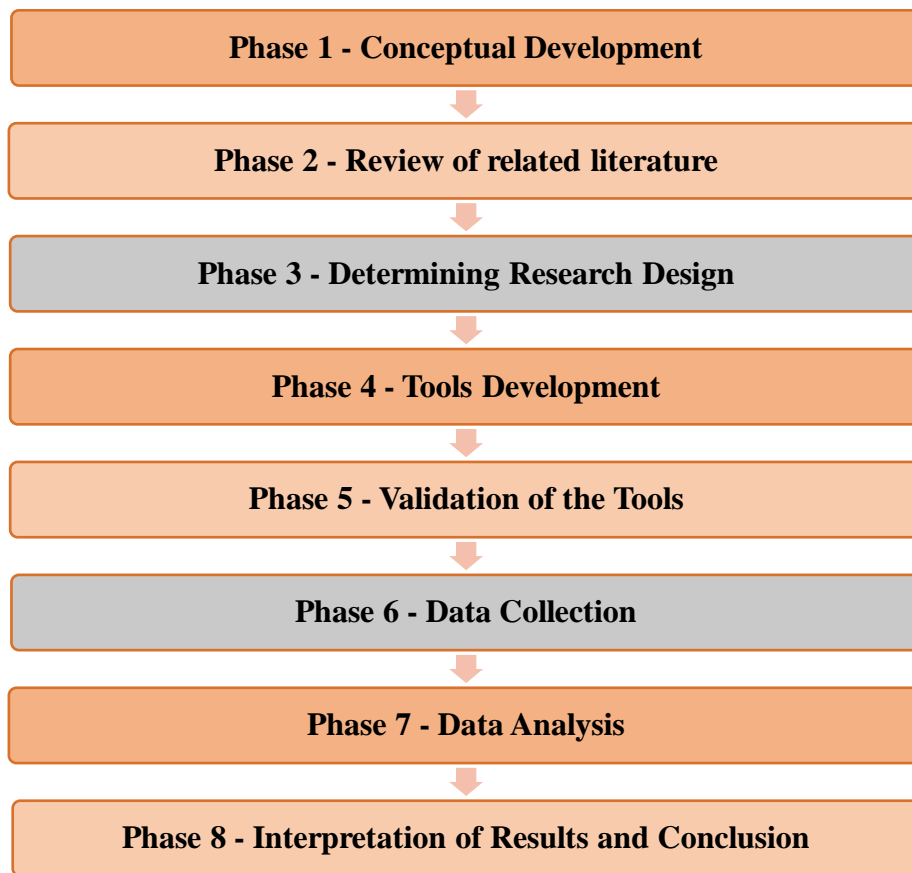 Phase 1 - Conceptual Development
Phase 2 - Review of related literature
Phase 3 - Determining Research Design
Phase 4 - Tools Development
Phase 5 - Validation of the Tools
Phase 6 - Data Collection
Phase 7 - Data Analysis
Phase 8 - Interpretation of Results and Conclusion